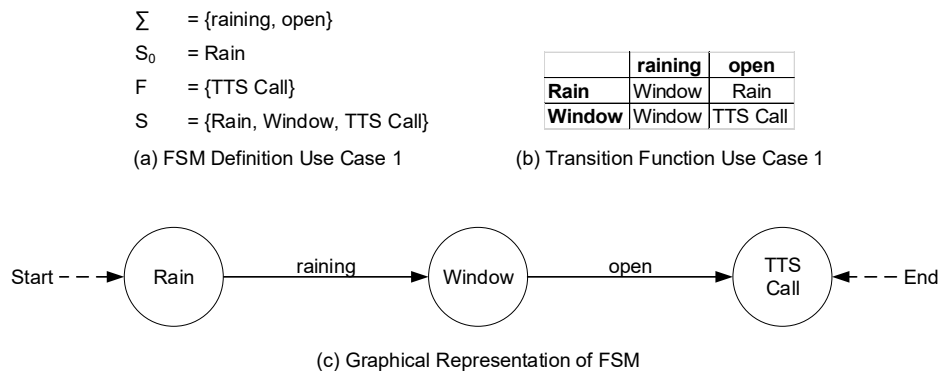 ∑ = {raining, open}
S₀ = Rain
F = {TTS Call}
S = {Rain, Window, TTS Call}
(a) FSM Definition Use Case 1
raining open
Rain Window Rain
Window Window TTS Call
(b) Transition Function Use Case 1
Start Rain raining Window open TTS Call End
(c) Graphical Representation of FSM